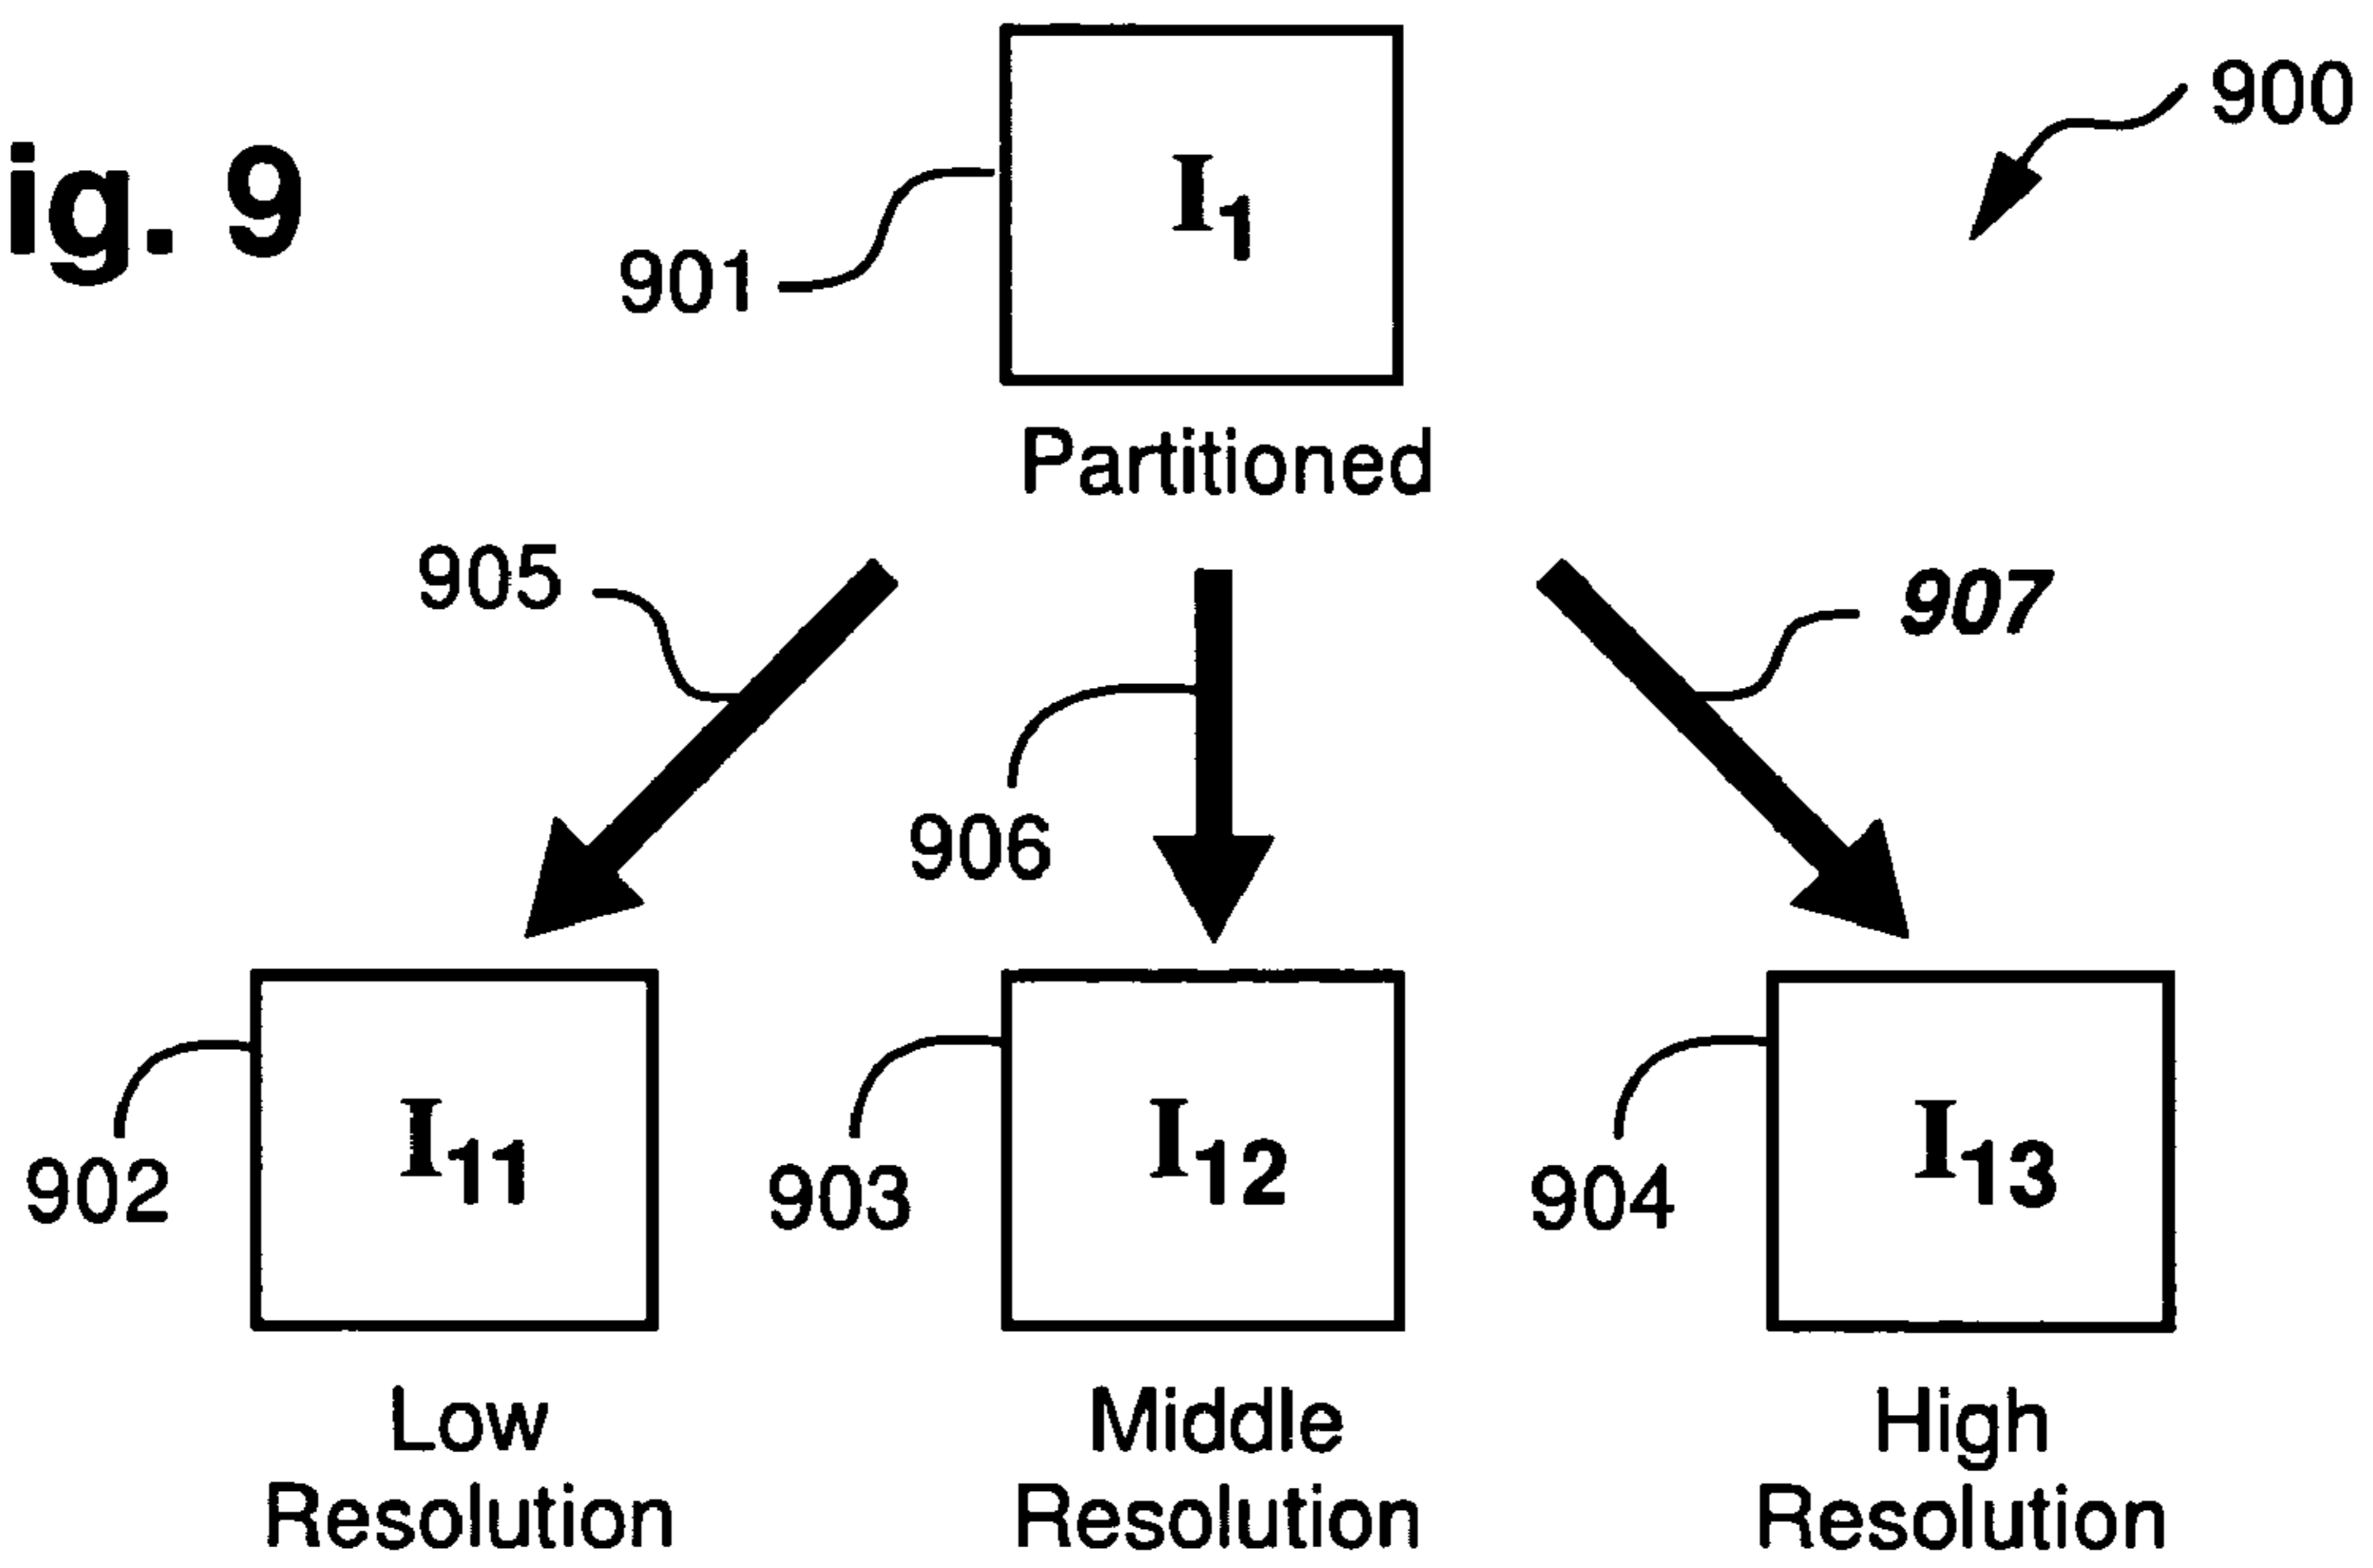 ig. 9
900
I₁
901
Partitioned
905
907
906
I₁₁
I₁₂
I₁₃
902
903
904
Low
Resolution
Middle
Resolution
High
Resolution